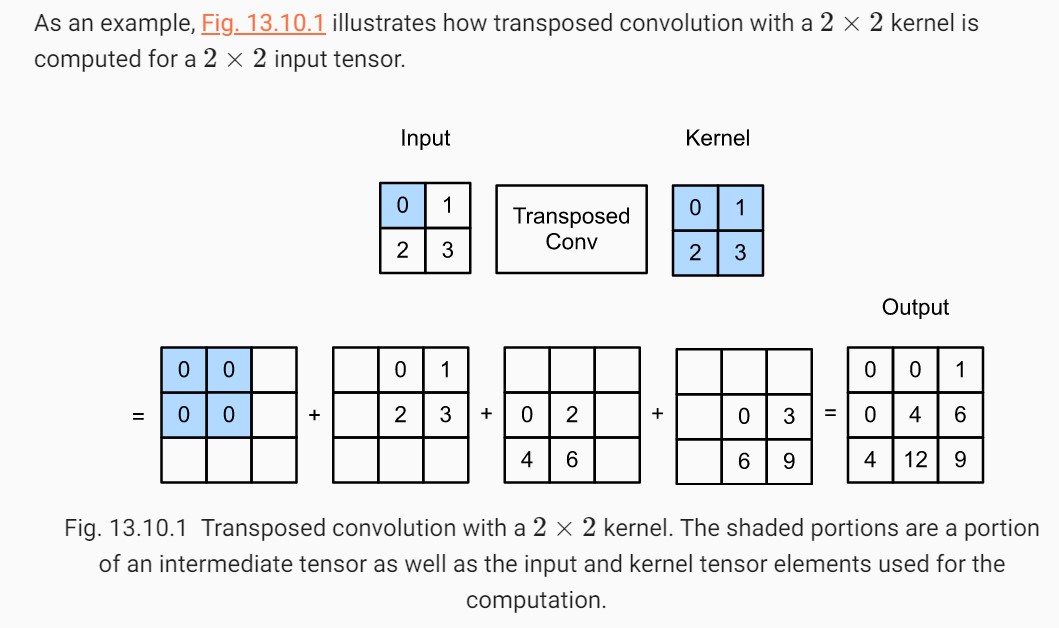 As an example, Fig. 13.10.1 illustrates how transposed convolution with a 2 × 2 kernel is
computed for a 2 × 2 input tensor.
Input Kernel
0 1 Transposed 0 1
2 3 Conv 2 3
Output
0 0 0 1 0 0 1
= 0 0 + 2 3 + 0 2 + 0 3 = 0 4 6
4 6 6 9 4 12 9
Fig. 13.10.1 Transposed convolution with a 2 × 2 kernel. The shaded portions are a portion
of an intermediate tensor as well as the input and kernel tensor elements used for the
computation.